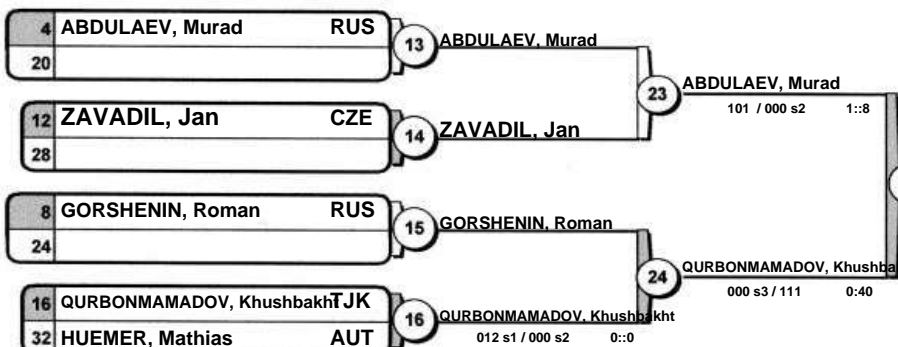 4 ABDULAEV, Murad RUS
20
13 ABDULAEV, Murad
12 ZAVADIL, Jan CZE
28
14 ZAVADIL, Jan
23 ABDULAEV, Murad
101 / 000 s2 1::8
8 GORSHENIN, Roman RUS
24
15 GORSHENIN, Roman
16 QURBONMAMADOV, Khushbakht TJK
32 HUEMER, Mathias AUT
16 QURBONMAMADOV, Khushbakht
012 s1 / 000 s2 0::0
24 QURBONMAMADOV, Khushba
000 s3 / 111 0:40